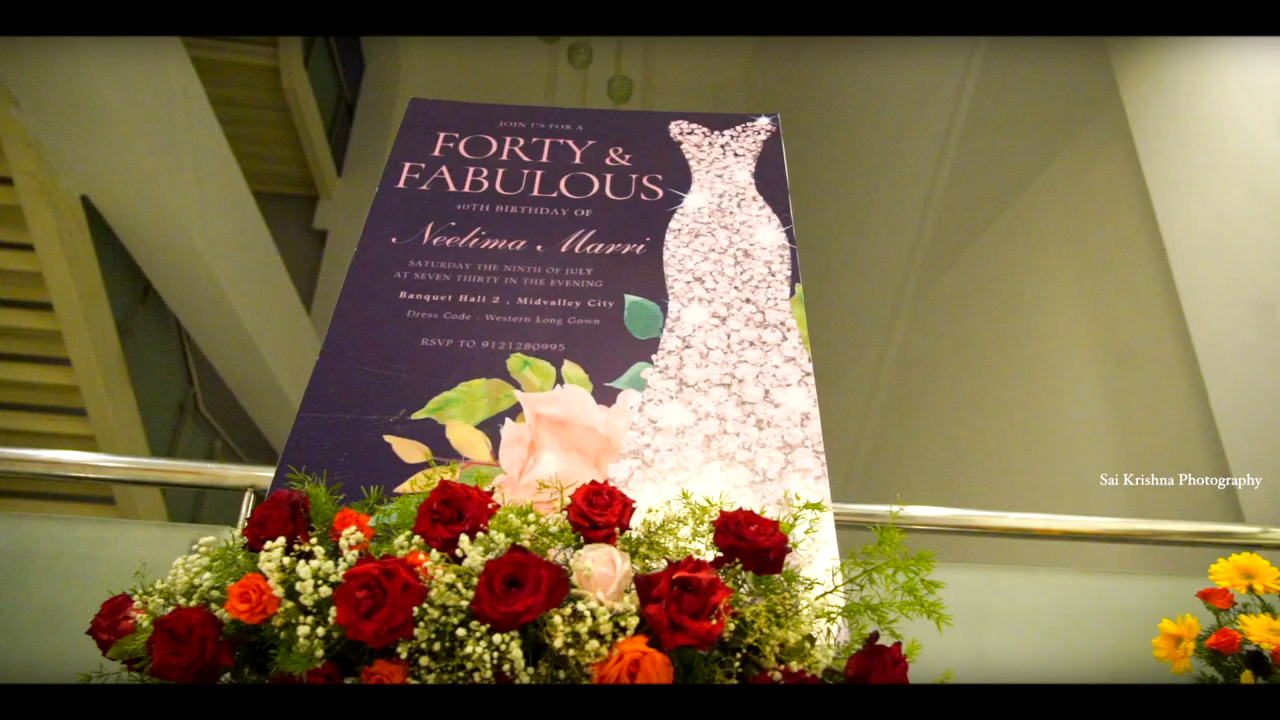 JOIN US FOR A
FORTY &
FABULOUS
40TH BIRTHDAY OF
Neelima Marri
SATURDAY THE NINTH OF JULY
AT SEVEN THIRTY IN THE EVENING
Banquet Hall 2 , Midvalley City
Dress Code : Western Long Gown
RSVP TO 9121280995
Sai Krishna Photography